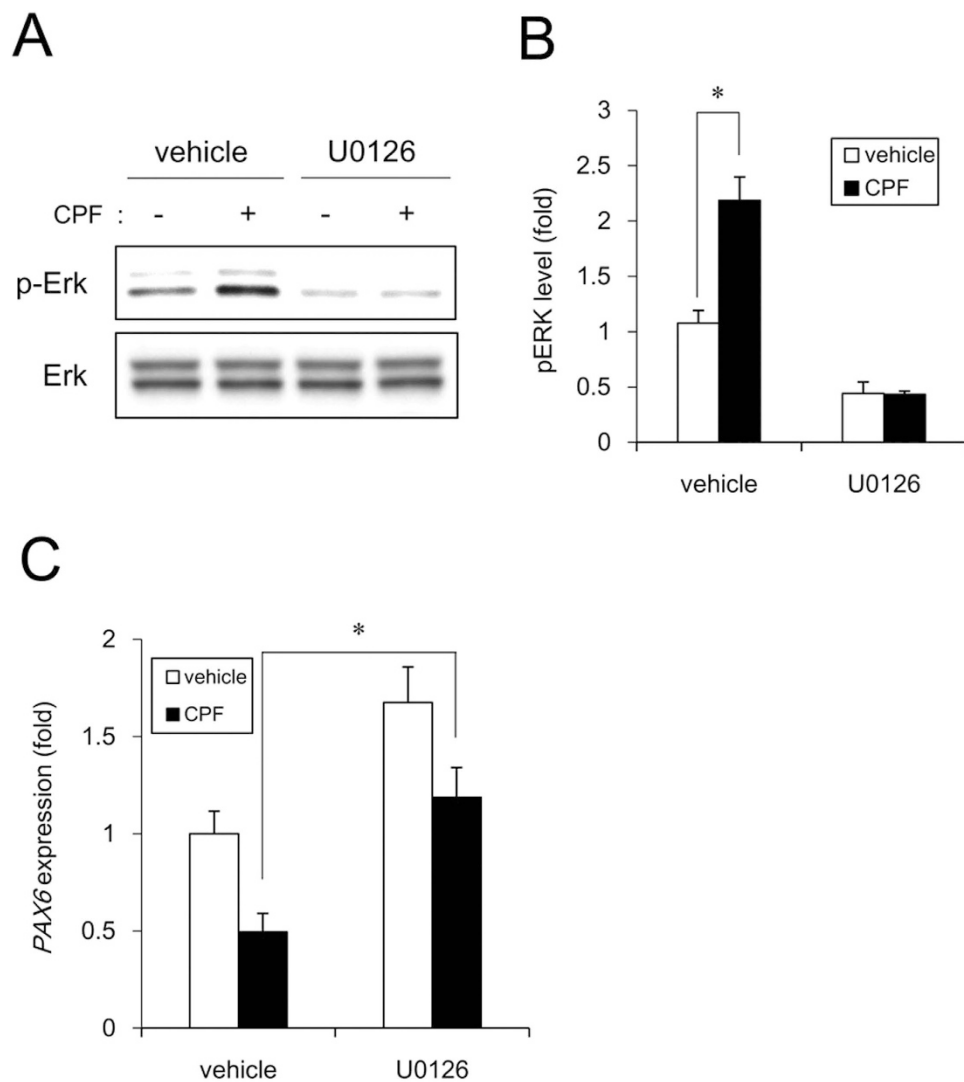 A
vehicle U0126
CPF : - + - +
p-Erk
Erk
B
*
3
2.5
2
1.5
1
0.5
0
pERK level (fold)
vehicle
CPF
vehicle U0126
C
*
2
1.5
1
0.5
0
PAX6 expression (fold)
vehicle
CPF
vehicle U0126